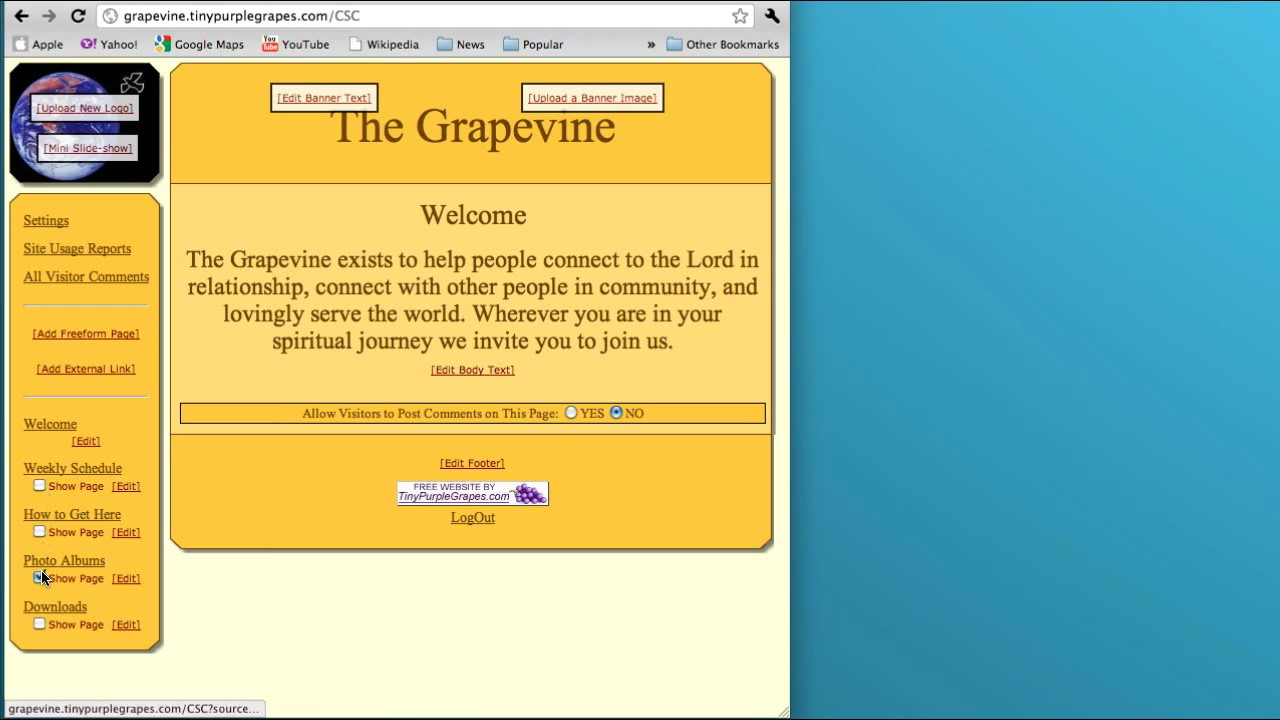 grapevine.tinypurplegrapes.com/CSC
Apple Yahoo! Google Maps YouTube Wikipedia News Popular » Other Bookmarks
[Upload New Logo]
[Mini Slide-show]
[Edit Banner Text] [Upload a Banner Image]
The Grapevine
Settings
Site Usage Reports
All Visitor Comments
[Add Freeform Page]
[Add External Link]
Welcome
[Edit]
Weekly Schedule
Show Page [Edit]
How to Get Here
Show Page [Edit]
Photo Albums
Show Page [Edit]
Downloads
Show Page [Edit]
Welcome
The Grapevine exists to help people connect to the Lord in
relationship, connect with other people in community, and
lovingly serve the world. Wherever you are in your
spiritual journey we invite you to join us.
[Edit Body Text]
Allow Visitors to Post Comments on This Page: YES NO
[Edit Footer]
FREE WEBSITE BY
TinyPurpleGrapes.com
LogOut
grapevine.tinypurplegrapes.com/CSC?source...